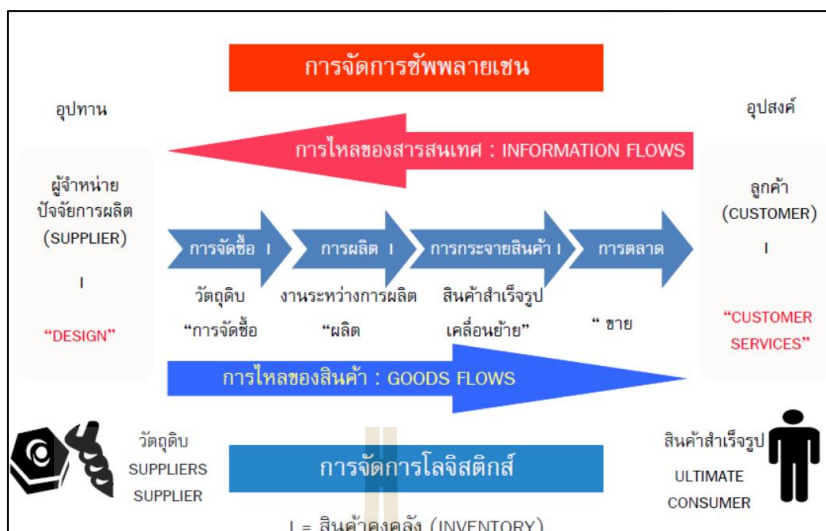 การจัดการซัพพลายเชน
อุปทาน
อุปสงค์
การไหลของสารสนเทศ : INFORMATION FLOWS
ผู้จำหน่าย
ปัจจัยการผลิต
(SUPPLIER)
I
“DESIGN”
การจัดซื้อ I
การผลิต I
การกระจายสินค้า I
การตลาด
วัตถุดิบ
“การจัดซื้อ
งานระหว่างการผลิต
“ผลิต
สินค้าสำเร็จรูป
เคลื่อนย้าย”
“ ขาย
ลูกค้า
(CUSTOMER)
I
“CUSTOMER
SERVICES”
การไหลของสินค้า : GOODS FLOWS
วัตถุดิบ
SUPPLIERS
SUPPLIER
การจัดการโลจิสติกส์
สินค้าสำเร็จรูป
ULTIMATE
CONSUMER
I = สินค้าคงคลัง (INVENTORY)